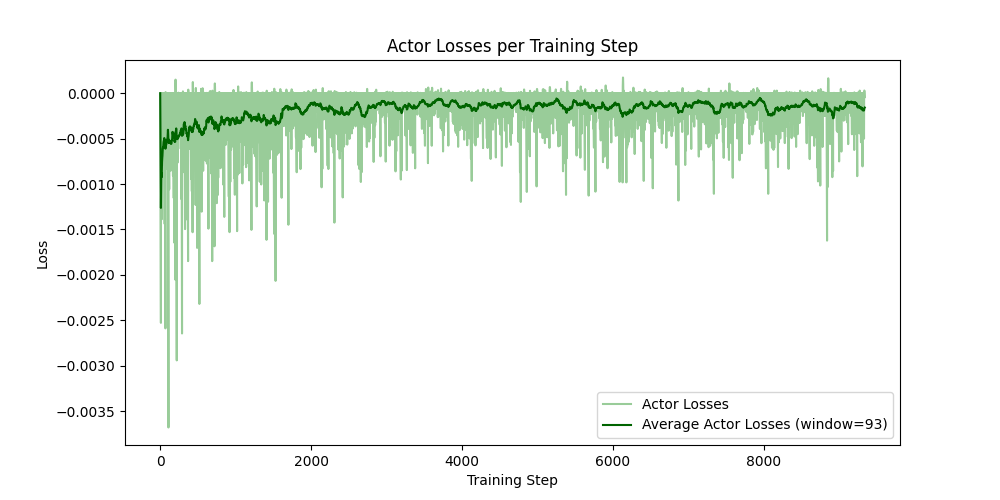 Actor Losses per Training Step
0.0000
−0.0005
−0.0010
−0.0015
−0.0020
−0.0025
−0.0030
−0.0035
Loss
Actor Losses
Average Actor Losses (window=93)
0 2000 4000 6000 8000
Training Step